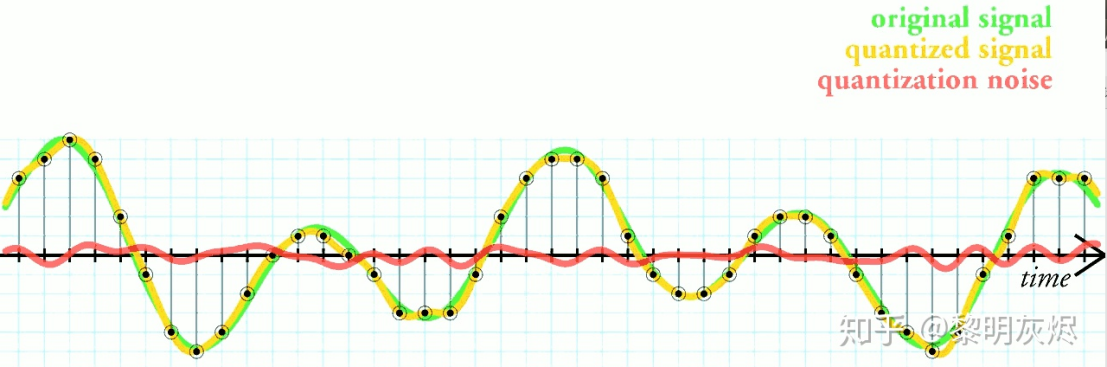 original signal
quantized signal
quantization noise
time
知乎 @黎明灰烬